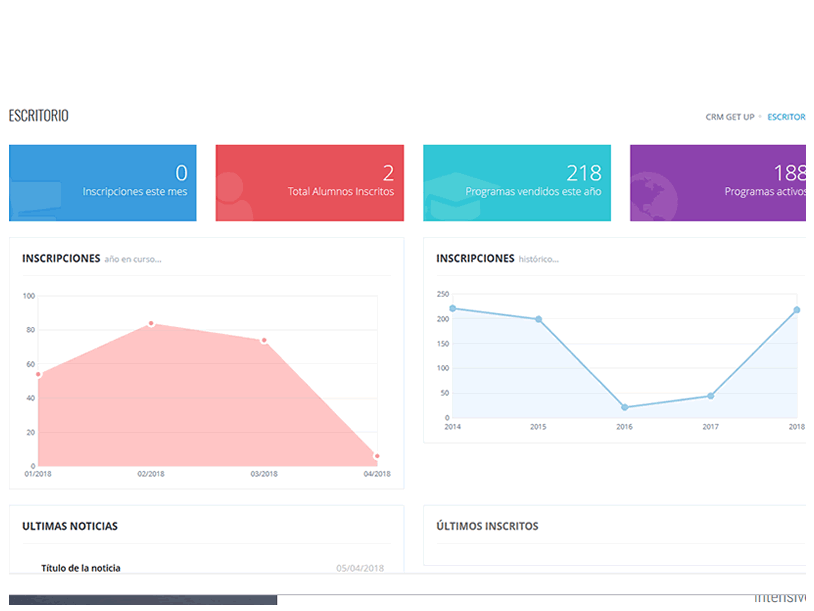 ESCRITORIO
CRM GET UP
ESCRITOR
0
Inscripciones este mes
2
Total Alumnos Inscritos
218
Programas vendidos este año
188
Programas activos
INSCRIPCIONES año en curso...
100
80
60
40
20
0
01/2018 02/2018 03/2018 04/2018
INSCRIPCIONES histórico...
250
200
150
100
50
0
2014 2015 2016 2017 2018
ULTIMAS NOTICIAS
Título de la noticia 05/04/2018
ÚLTIMOS INSCRITOS